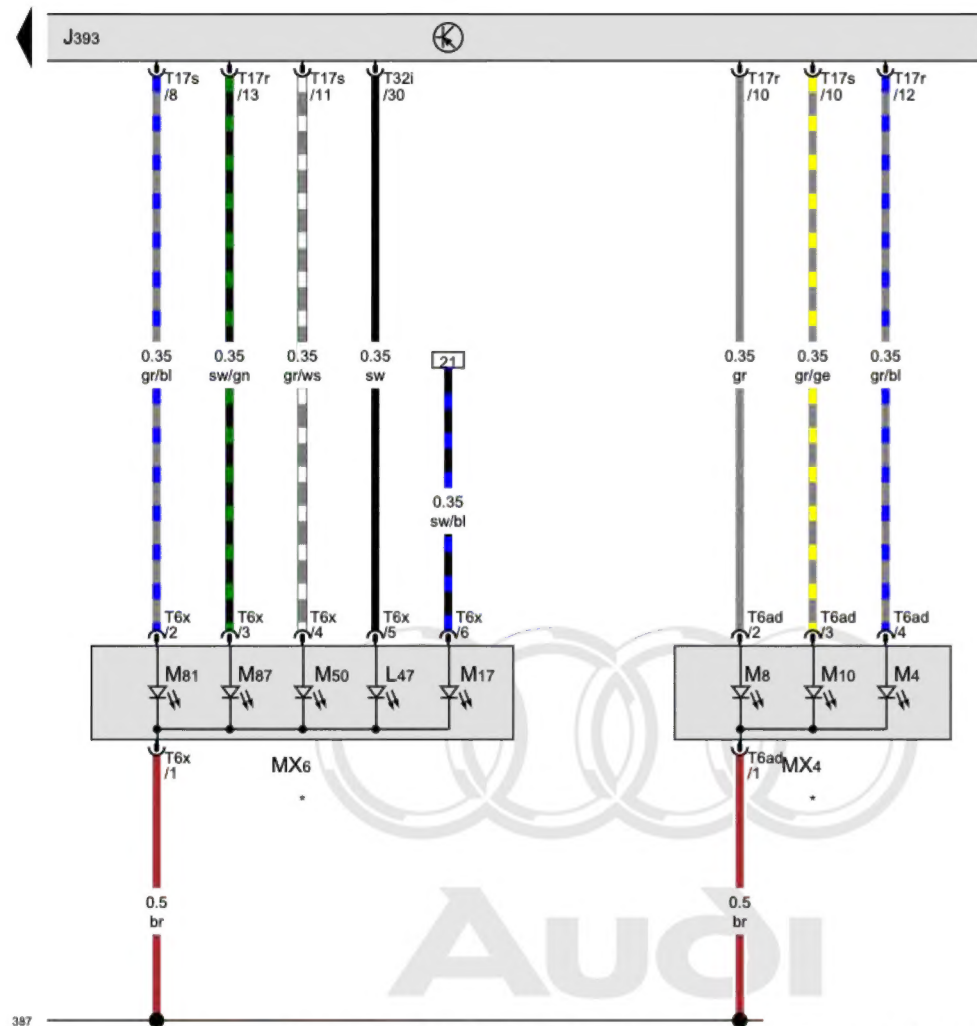 J393
T17s T17r T17s T32i T17r T17s T17r
/8 /13 /11 /30 /10 /10 /12
0.35 0.35 0.35 0.35 21 0.35 0.35 0.35
gr/bl sw/gn gr/ws sw gr gr/ge gr/bl
0.35
sw/bl
T6x T6x T6x T6x T6x T6ad T6ad T6ad
/2 /3 /4 /5 /6 /2 /3 /4
M81 M87 M50 L47 M17 M8 M10 M4
T6x T6ad
/1 MX6 /1 MX4
* *
0.5 0.5
br br
Audi
387